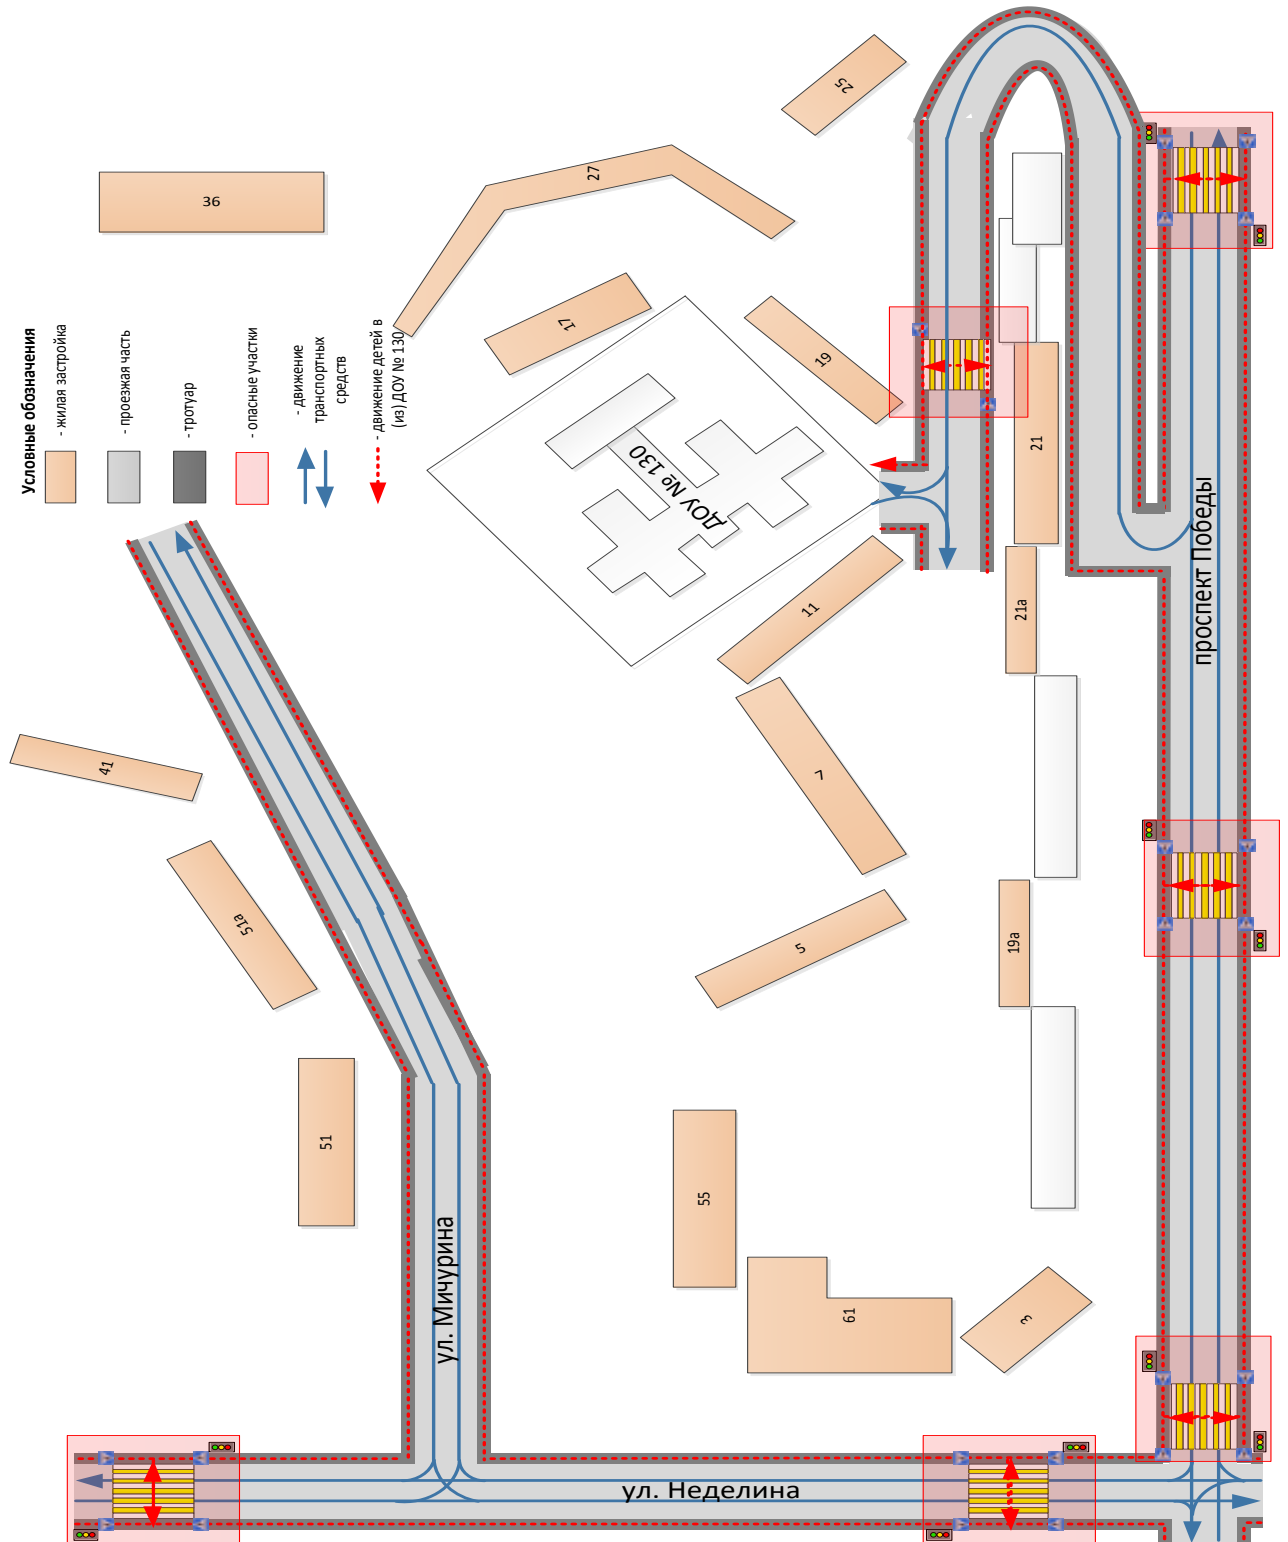 Условные обозначения
- жилая застройка
- проезжая часть
- тротуар
- опасные участки
- движение
транспортных
средств
- движение детей в
(из) ДОУ № 130
36
27
25
17
19
21
ДОУ № 130
11
21а
7
41
51а
5
19а
51
55
61
3
проспект Победы
ул. Мичурина
ул. Неделина